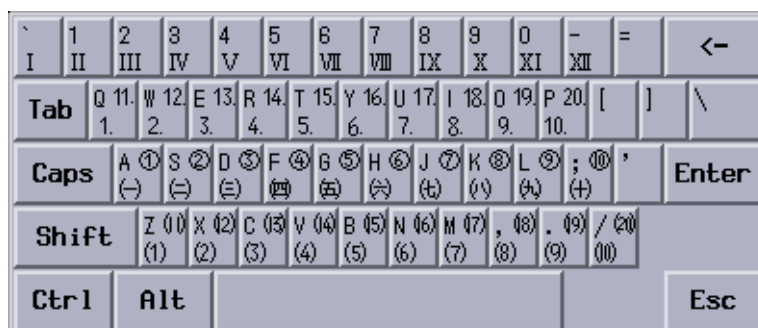 ` 1 2 3 4 5 6 7 8 9 0 - = <-
Ⅰ Ⅱ Ⅲ Ⅳ Ⅴ Ⅵ Ⅶ Ⅷ Ⅸ Ⅹ Ⅺ Ⅻ
Tab Q ⒒ W ⒓ E ⒔ R ⒕ T ⒖ Y ⒗ U ⒘ I ⒙ O ⒚ P ⒛ [ ] \
⒈ ⒉ ⒊ ⒋ ⒌ ⒍ ⒎ ⒏ ⒐ ⒑
Caps A ① S ② D ③ F ④ G ⑤ H ⑥ J ⑦ K ⑧ L ⑨ ; ⑩ ' Enter
㈠ ㈡ ㈢ ㈣ ㈤ ㈥ ㈦ ㈧ ㈨ ㈩
Shift Z ⑾ X ⑿ C ⒀ V ⒁ B ⒂ N ⒃ M ⒄ , ⒅ . ⒆ / ⒇
⑴ ⑵ ⑶ ⑷ ⑸ ⑹ ⑺ ⑻ ⑼ ⑽
Ctrl Alt Esc